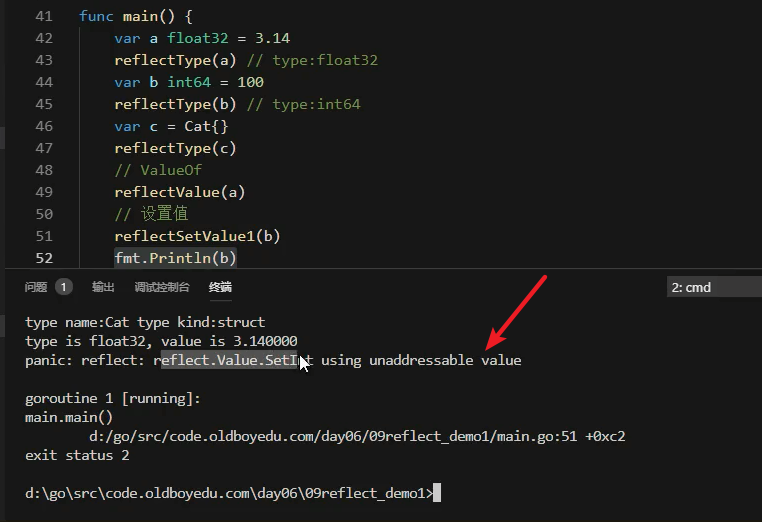 41 func main() {
42 var a float32 = 3.14
43 reflectType(a) // type:float32
44 var b int64 = 100
45 reflectType(b) // type:int64
46 var c = Cat{}
47 reflectType(c)
48 // ValueOf
49 reflectValue(a)
50 // 设置值
51 reflectSetValue1(b)
52 fmt.Println(b)
问题 1 输出 调试控制台 终端 2: cmd
type name:Cat type kind:struct
type is float32, value is 3.140000
panic: reflect: reflect.Value.SetInt using unaddressable value
goroutine 1 [running]:
main.main()
d:/go/src/code.oldboyedu.com/day06/09reflect_demo1/main.go:51 +0xc2
exit status 2
d:\go\src\code.oldboyedu.com\day06\09reflect_demo1>